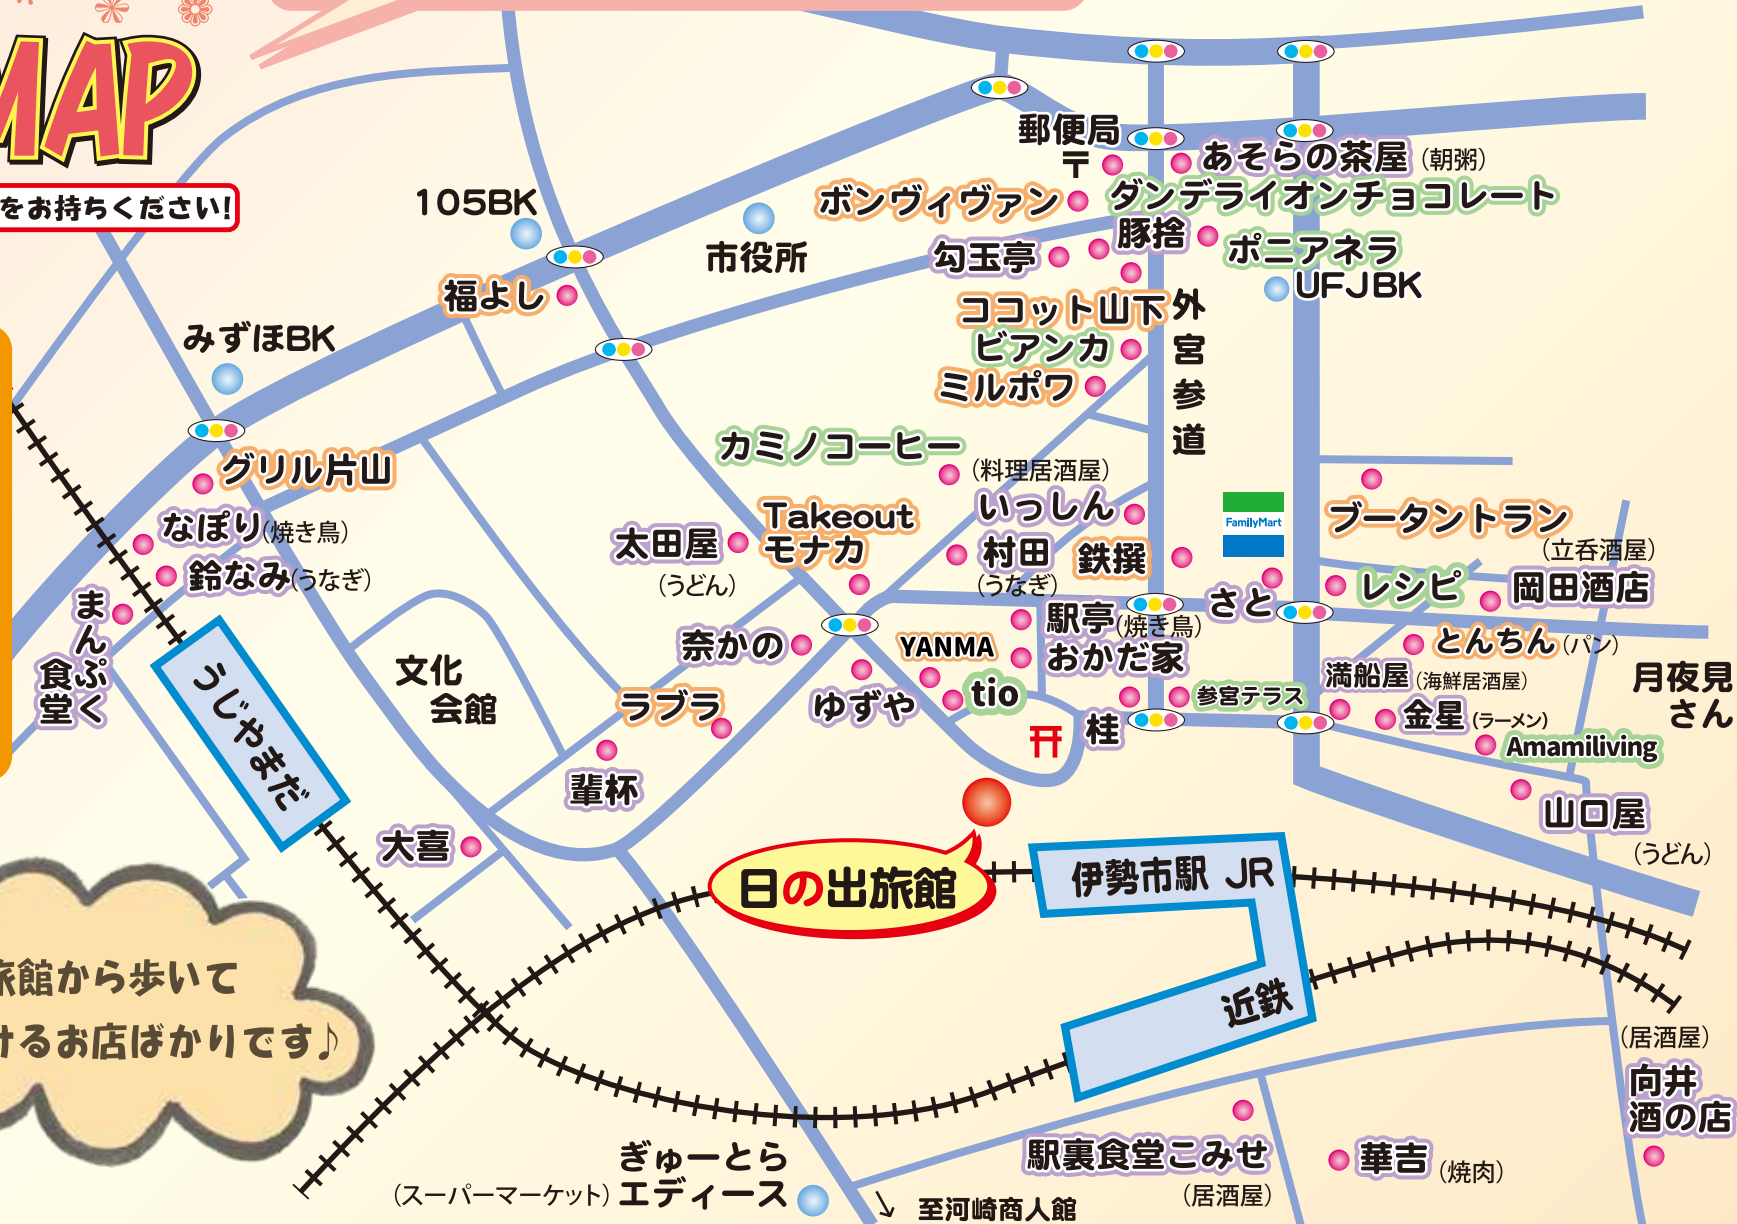 MAP
をお持ちください!
105BK
市役所
郵便局
〒
あそらの茶屋 (朝粥)
ボンヴィヴァン
ダンデライオンチョコレート
豚捨
勾玉亭
ポニアネラ
UFJBK
福よし
ココット山下
ビアンカ
ミルポワ
外宮参道
みずほBK
グリル片山
なぽり(焼き鳥)
鈴なみ(うなぎ)
まんぷく
食堂
うじやまだ
カミノコーヒー
(料理居酒屋)
いっしん
Takeout
モナカ
太田屋
(うどん)
村田
(うなぎ)
鉄撰
FamilyMart
ブータントラン
(立呑酒屋)
岡田酒店
レシピ
さと
駅亭(焼き鳥)
おかだ家
奈かの
YANMA
tio
ゆずや
とんちん(パン)
満船屋(海鮮居酒屋)
参宮テラス
桂
金星(ラーメン)
月夜見
さん
Amamiliving
山口屋
(うどん)
文化
会館
ラブラ
輩杯
大喜
日の出旅館
伊勢市駅 JR
近鉄
旅館から歩いて
けるお店ばかりです♪
(居酒屋)
向井
酒の店
駅裏食堂こみせ
(居酒屋)
華吉 (焼肉)
ぎゅーとら
(スーパーマーケット) エディース
至河崎商人館